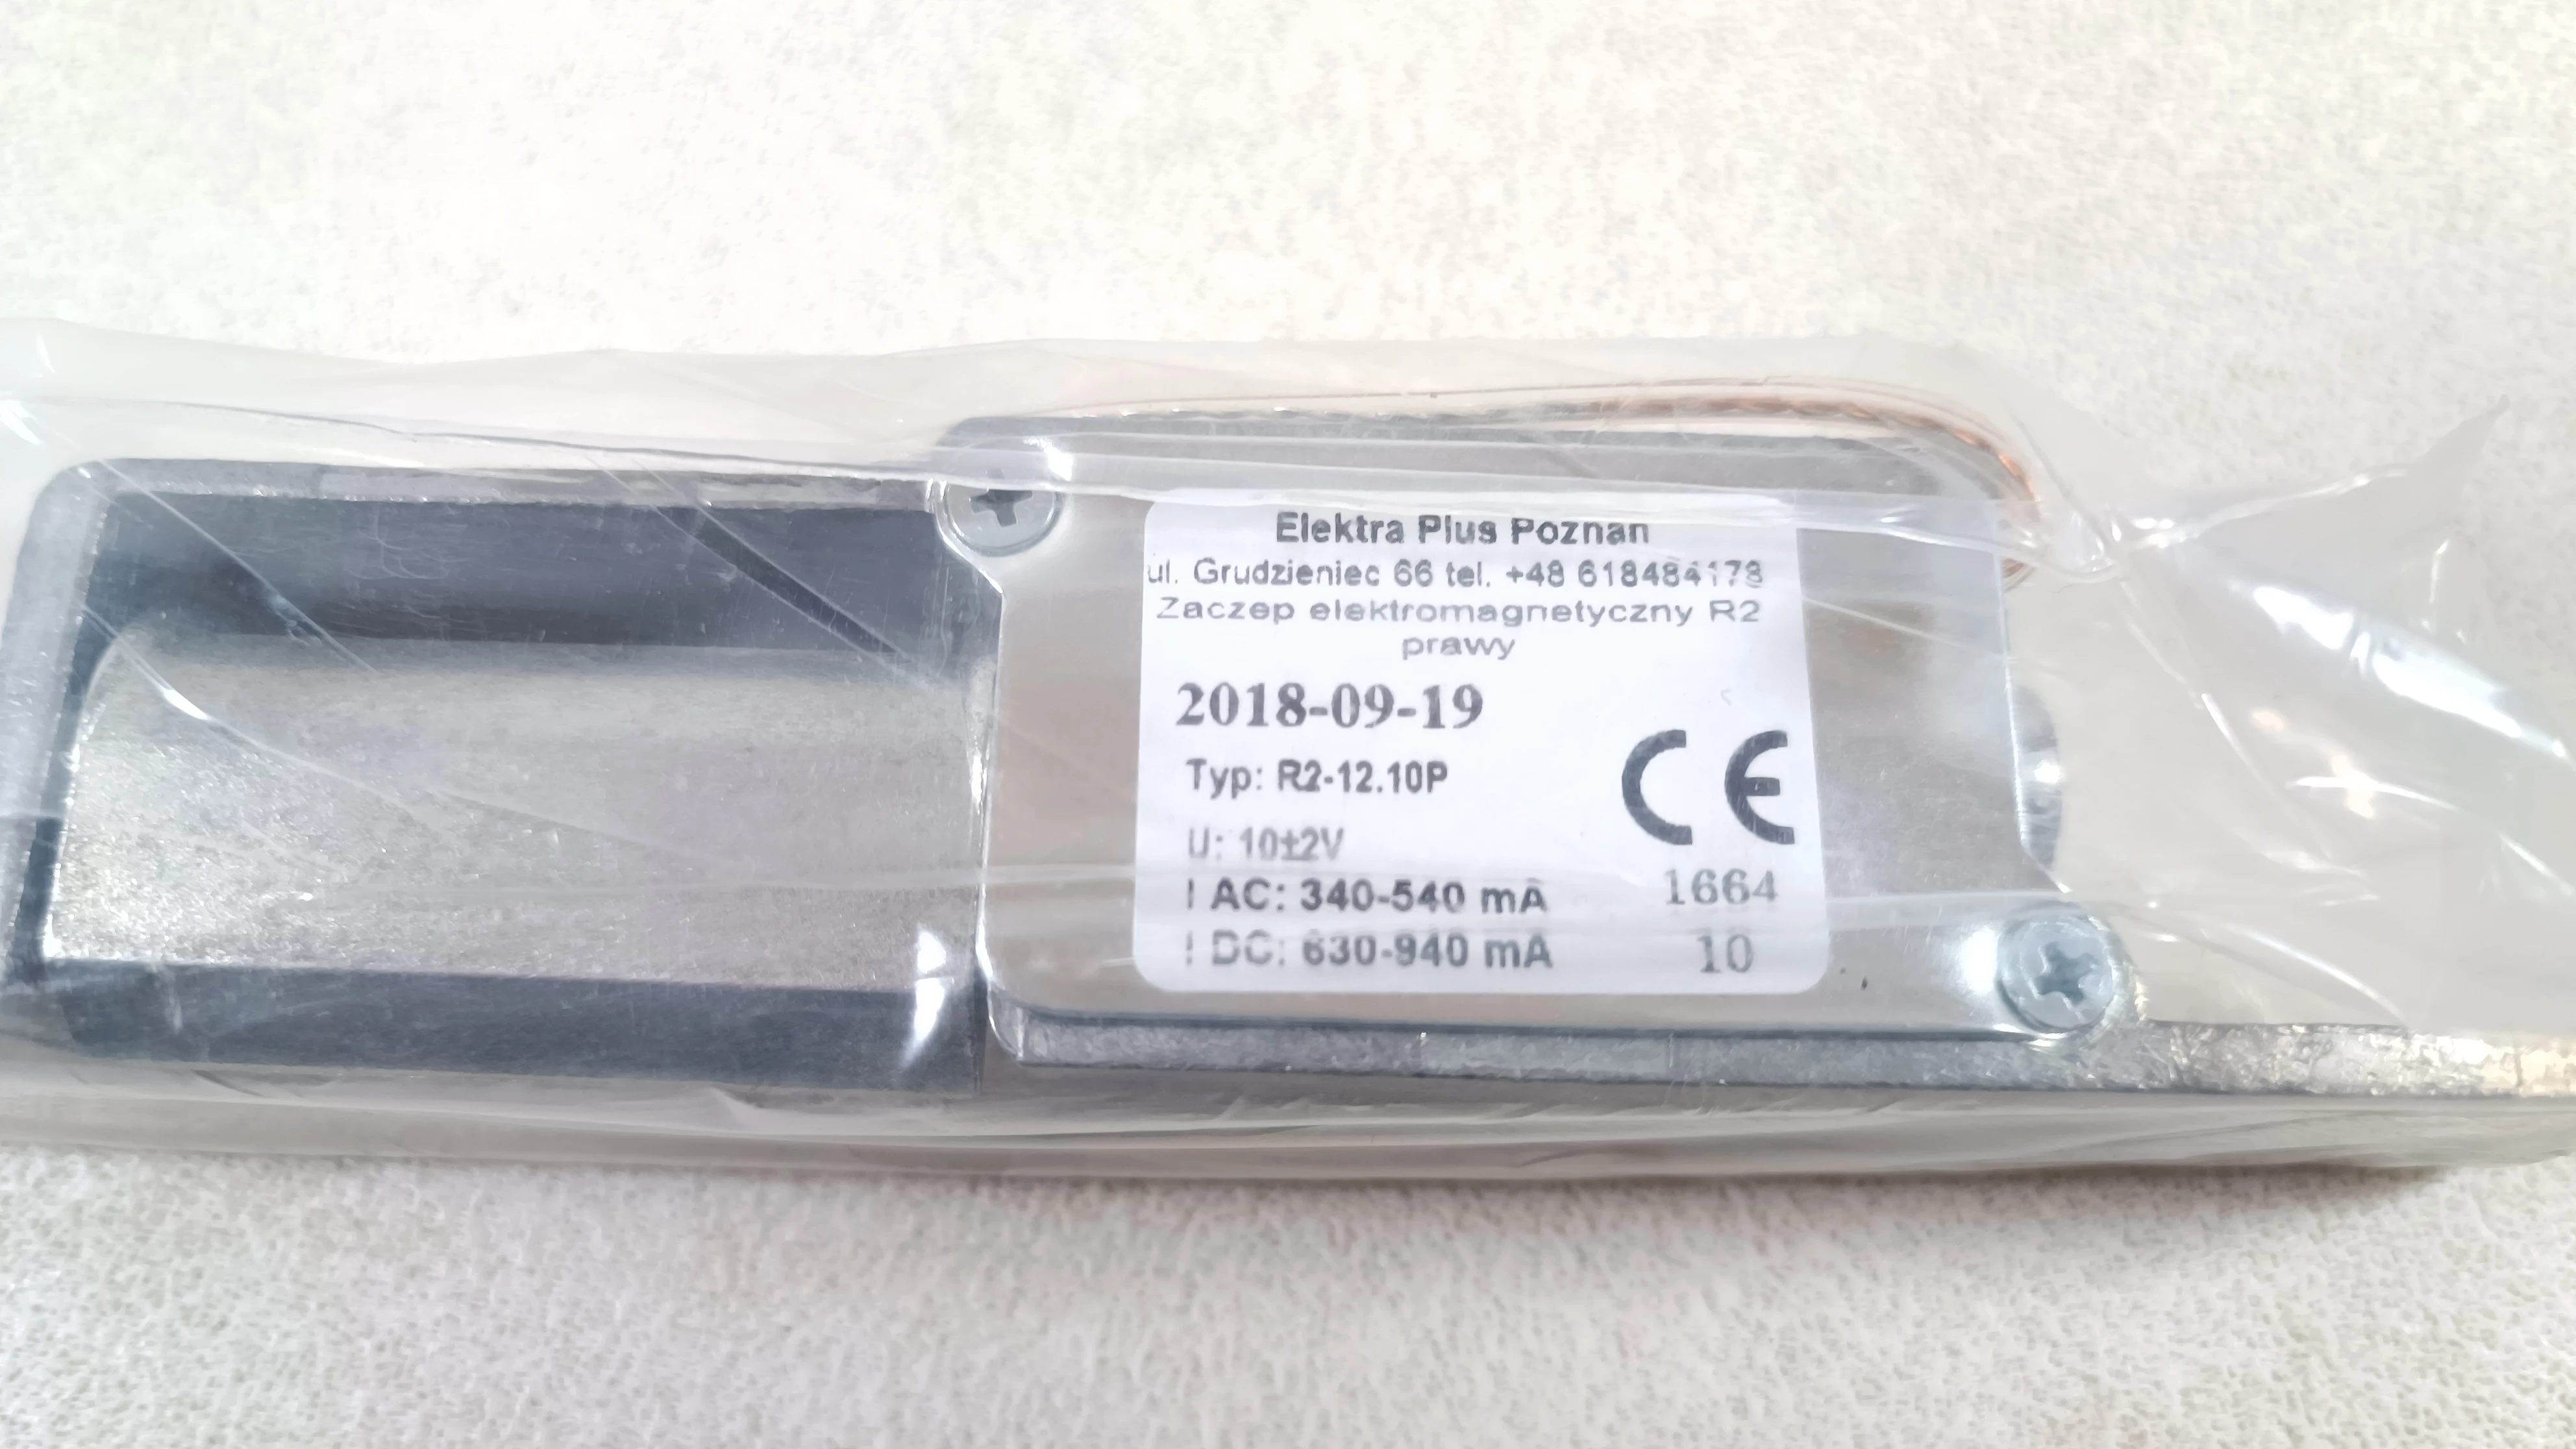 Elektra Plus Poznan
ul. Grudzieniec 66 tel. +48 618484178
Zaczep elektromagnetyczny R2
prawy
2018-09-19
Typ: R2-12.10P
U: 10±2V
I AC: 340-540 mA
I DC: 630-940 mA
CE
1664
10